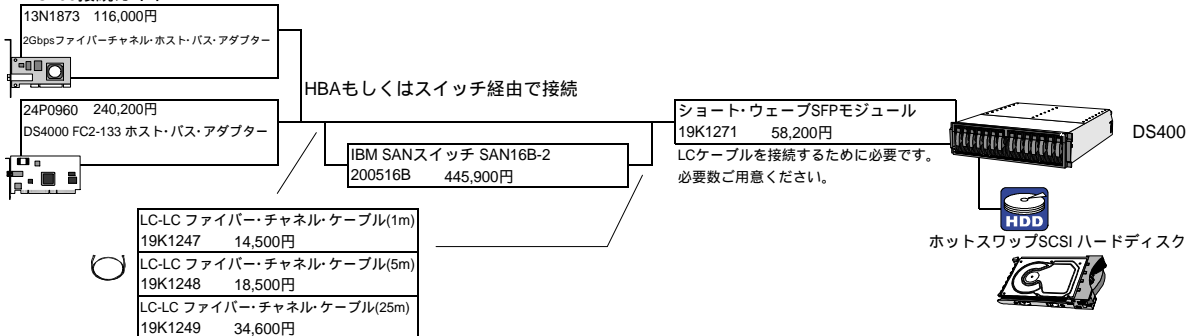 13N1873 116,000円
2Gbpsファイバーチャネル・ホスト・バス・アダプター
HBAもしくはスイッチ経由で接続
24P0960 240,200円
DS4000 FC2-133 ホスト・バス・アダプター
IBM SANスイッチ SAN16B-2
200516B 445,900円
ショート・ウェーブSFPモジュール
19K1271 58,200円
LCケーブルを接続するために必要です。
必要数ご用意ください。
DS400
HDD
ホットスワップSCSI ハードディスク
LC-LC ファイバー・チャネル・ケーブル(1m)
19K1247 14,500円
LC-LC ファイバー・チャネル・ケーブル(5m)
19K1248 18,500円
LC-LC ファイバー・チャネル・ケーブル(25m)
19K1249 34,600円